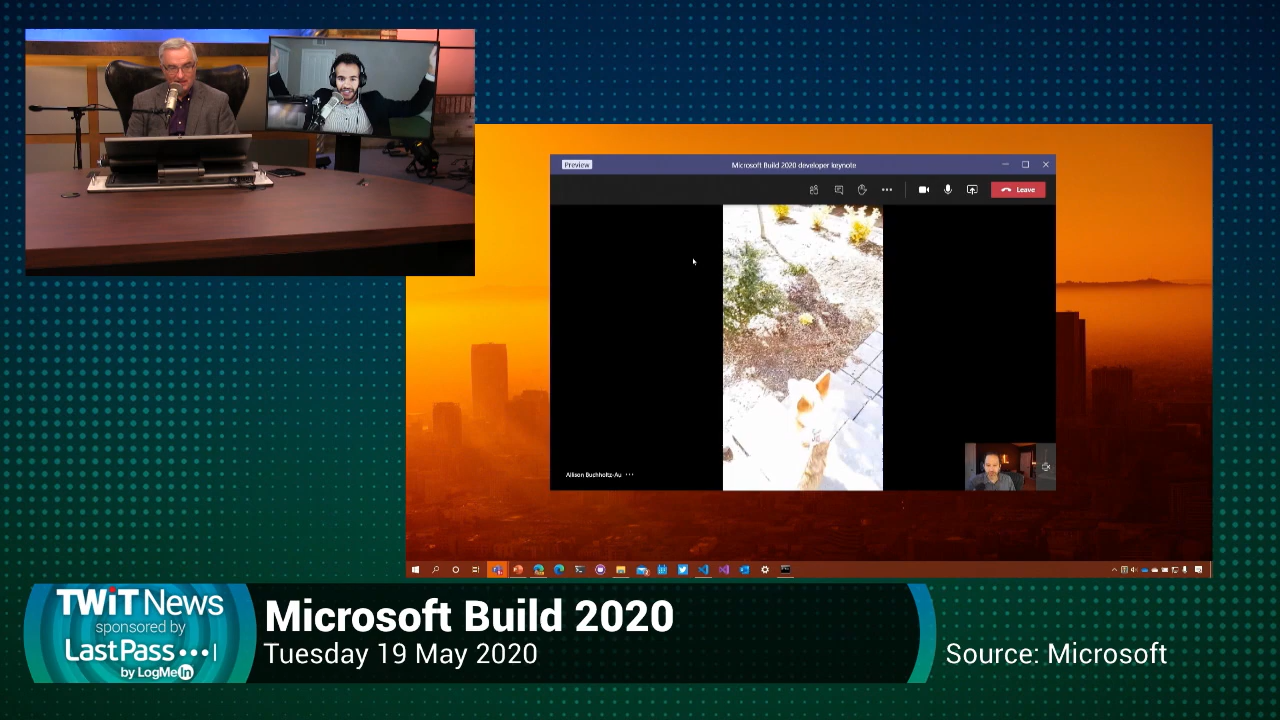 Preview
Microsoft Build 2020 developer keynote
Leave
Allison Buchholtz-Au
TWiT News
sponsored by
LastPass •••|
by LogMeIn
Microsoft Build 2020
Tuesday 19 May 2020
Source: Microsoft